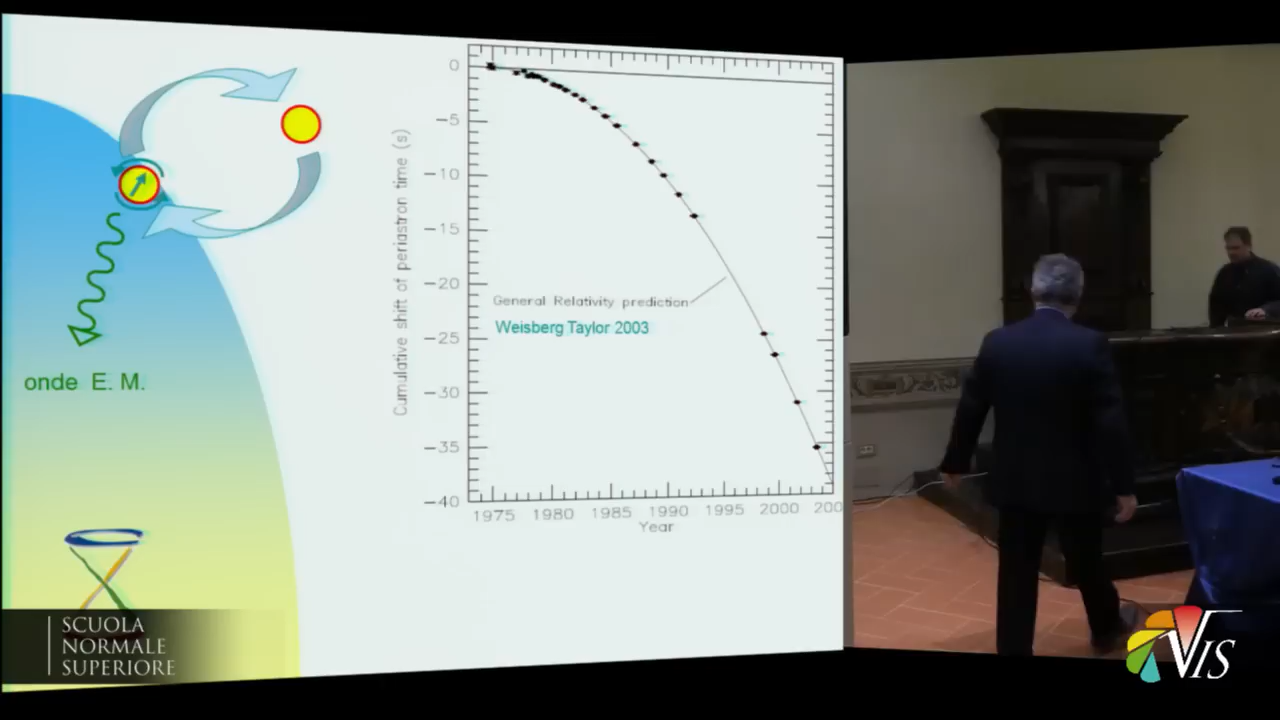 0
−5
−10
−15
−20
−25
−30
−35
−40
Cumulative shift of periastron time (s)
General Relativity prediction
Weisberg Taylor 2003
1975 1980 1985 1990 1995 2000 200
Year
onde E. M.
SCUOLA
NORMALE
SUPERIORE
VIS